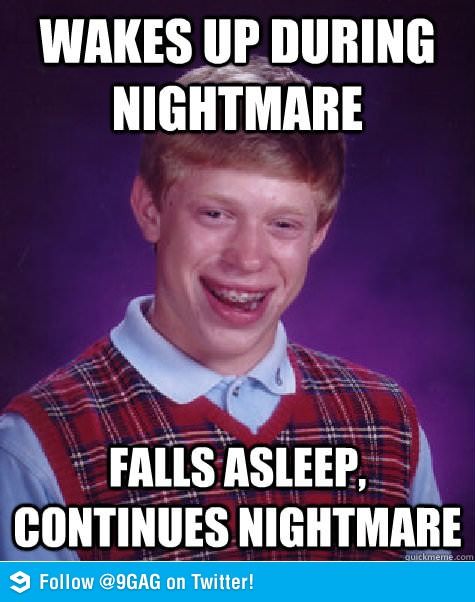 WAKES UP DURING
NIGHTMARE
FALLS ASLEEP,
CONTINUES NIGHTMARE
quickmeme.com
Follow @9GAG on Twitter!